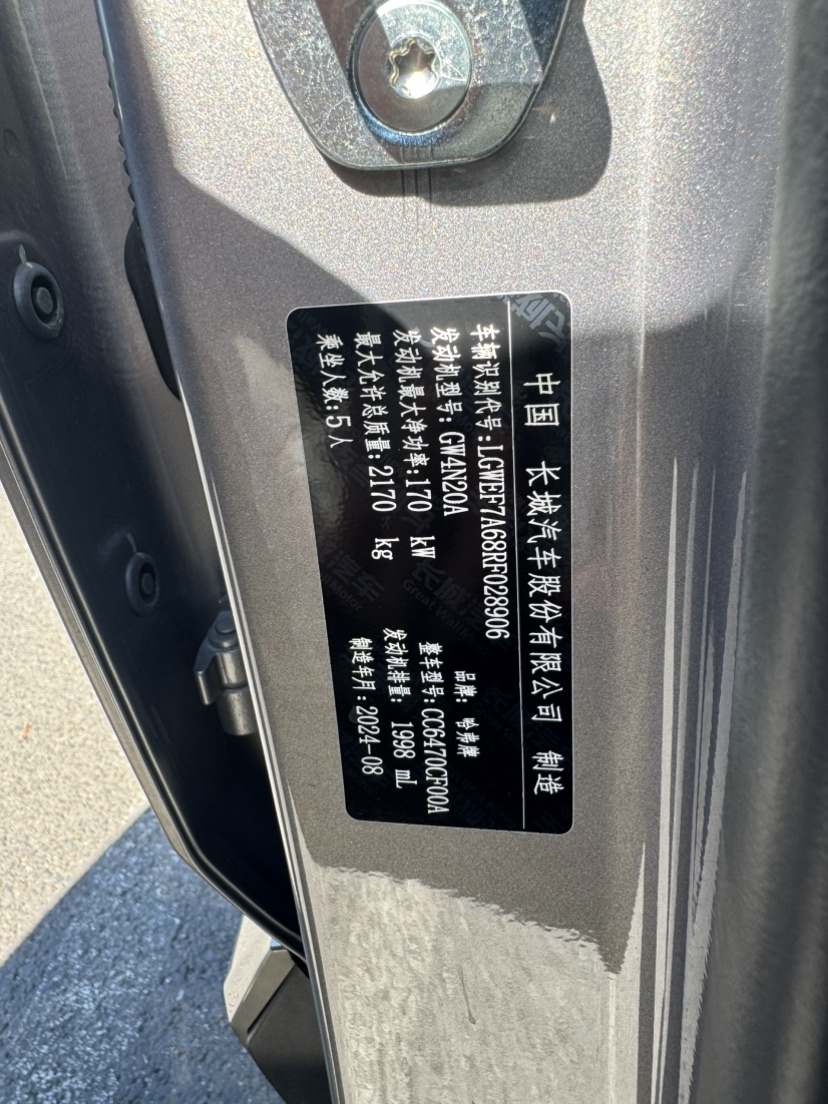 中国 长城汽车股份有限公司 制造
车辆识别代号:LGWEF7A68RF028906
品牌: 哈弗牌
发动机型号: GW4N20A
整车型号:CC6470CF00A
发动机最大净功率:170 kW
发动机排量: 1998 mL
最大允许总质量:2170 kg
制造年月:2024-08
乘坐人数:5人